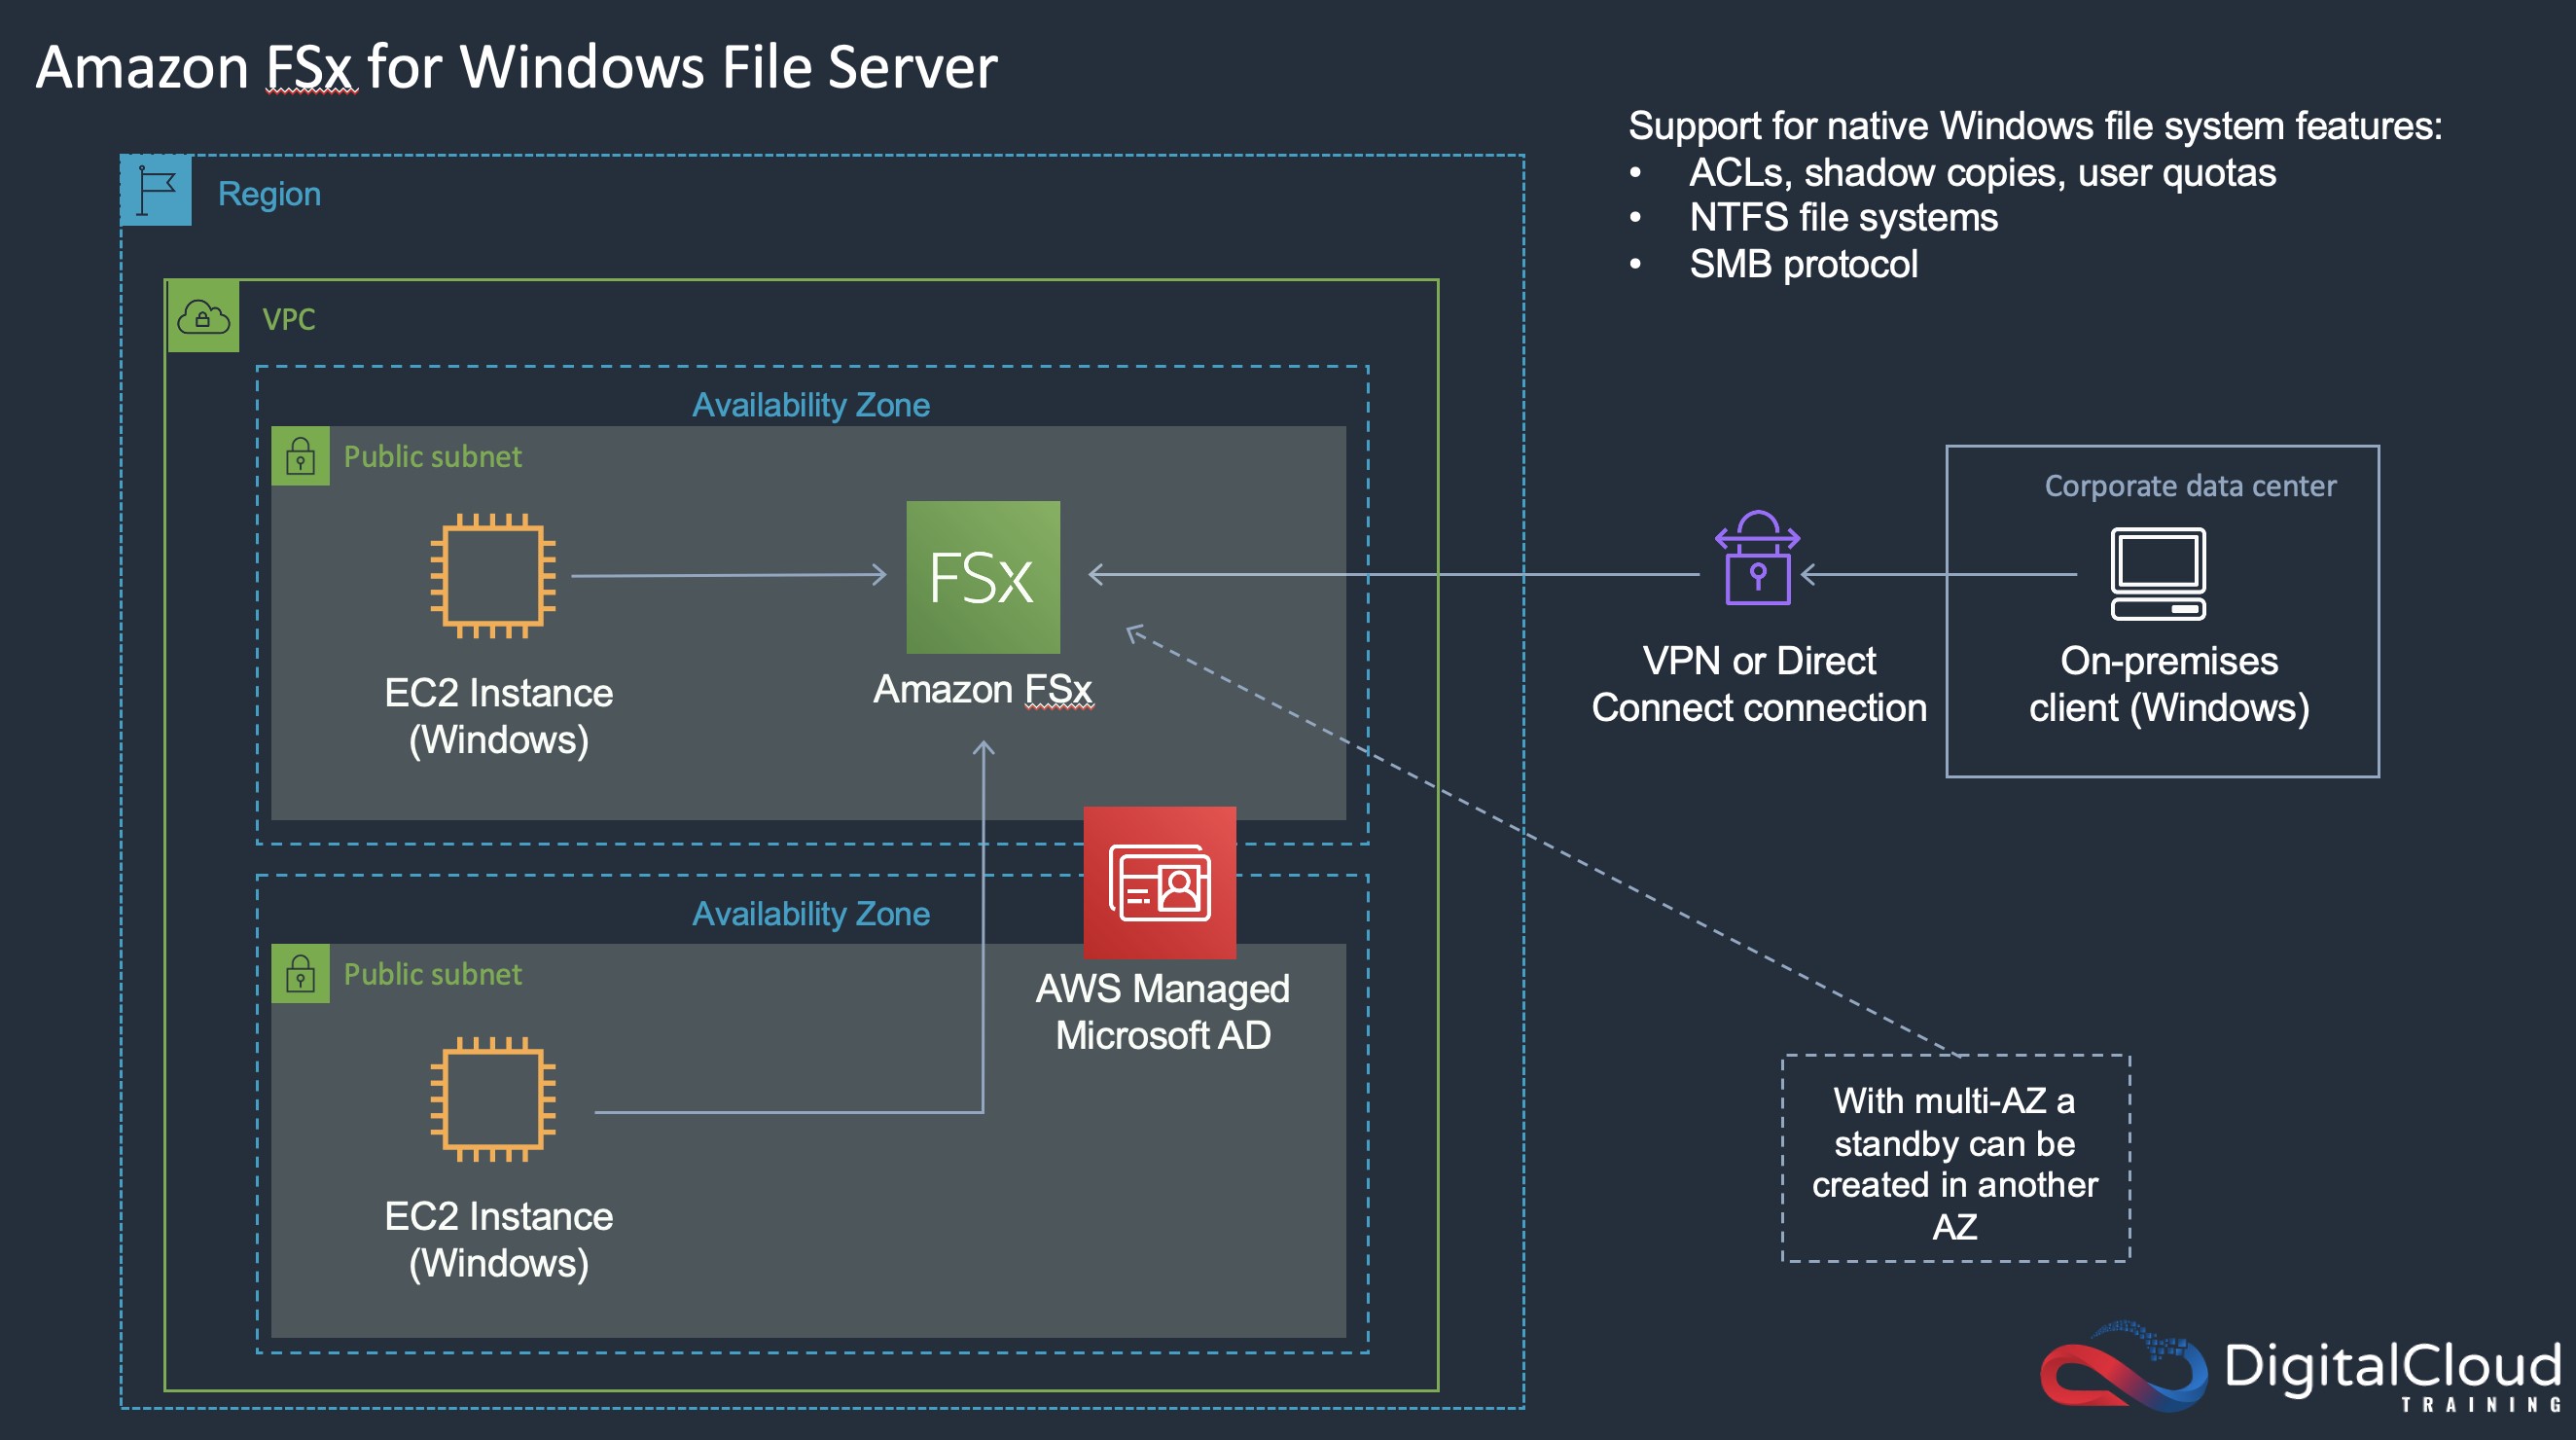 Amazon FSx for Windows File Server
Support for native Windows file system features:
• ACLs, shadow copies, user quotas
• NTFS file systems
• SMB protocol
Region
VPC
Availability Zone
Public subnet
EC2 Instance
(Windows)
FSx
Amazon FSx
VPN or Direct
Connect connection
Corporate data center
On-premises
client (Windows)
Availability Zone
Public subnet
AWS Managed
Microsoft AD
EC2 Instance
(Windows)
With multi-AZ a
standby can be
created in another
AZ
DigitalCloud
TRAINING